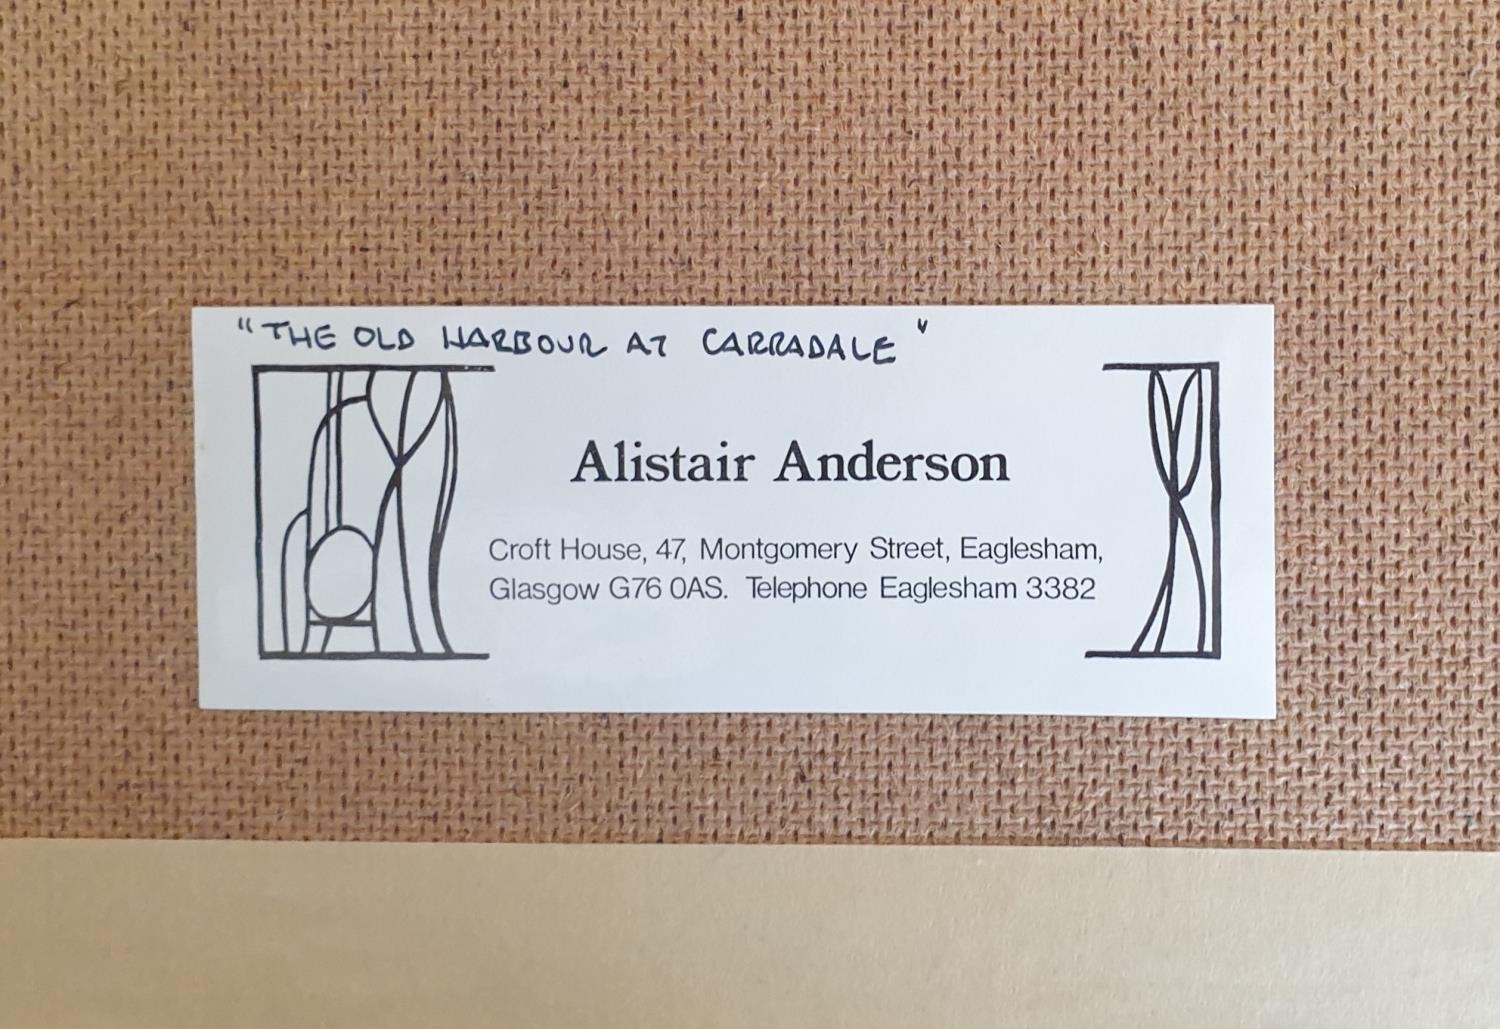 "THE OLD HARBOUR AT CARRADALE"
Alistair Anderson
Croft House, 47, Montgomery Street, Eaglesham,
Glasgow G76 0AS. Telephone Eaglesham 3382